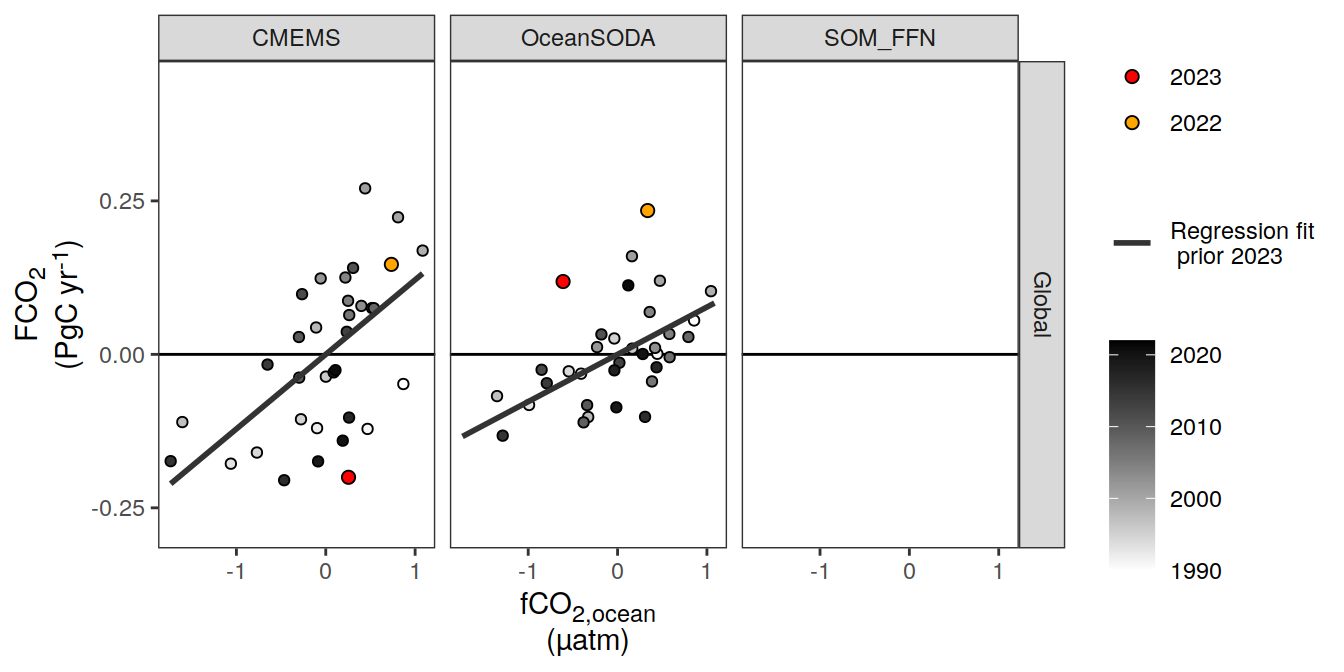 CMEMS
OceanSODA
SOM_FFN
Global
FCO₂
(PgC yr⁻¹)
0.25
0.00
-0.25
-1
0
1
-1
0
1
-1
0
1
fCO₂,ocean
(µatm)
2023
2022
Regression fit
prior 2023
2020
2010
2000
1990